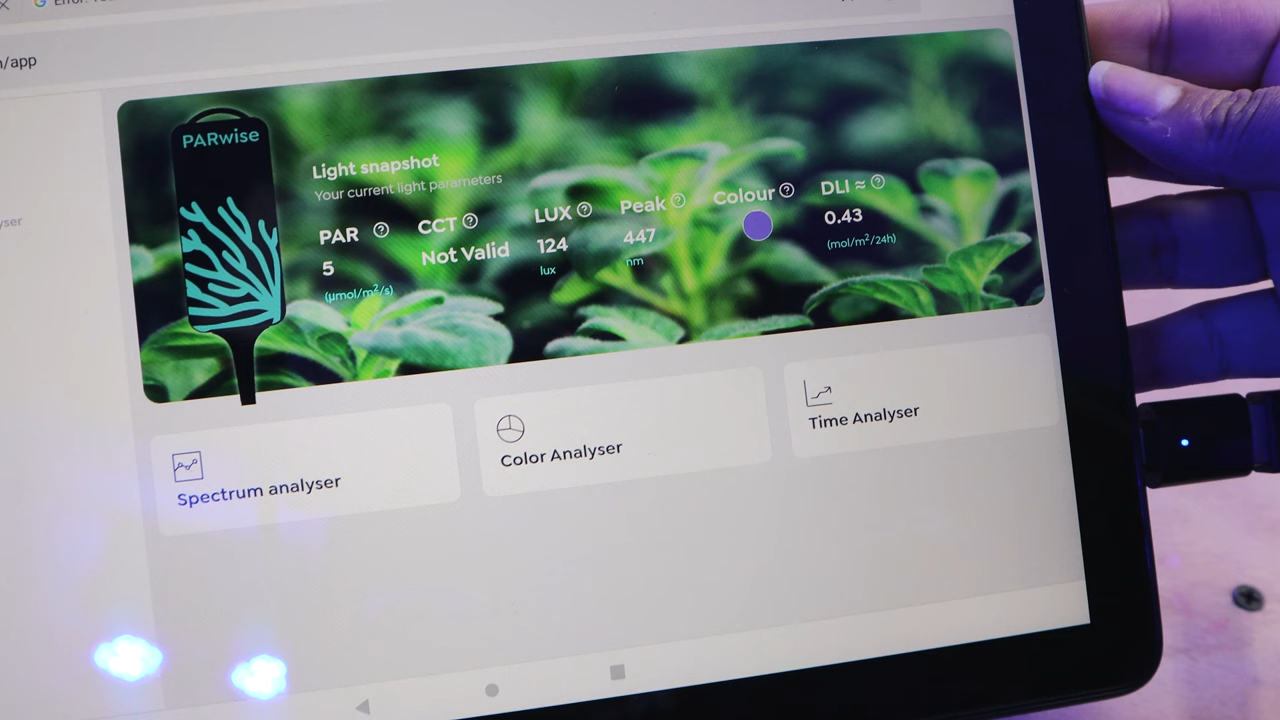 /app
PARwise
Light snapshot
Your current light parameters
PAR
CCT
LUX
Peak
Colour
DLI ≈
5
Not Valid
124
447
0.43
(µmol/m²/s)
lux
nm
(mol/m²/24h)
Spectrum analyser
Color Analyser
Time Analyser